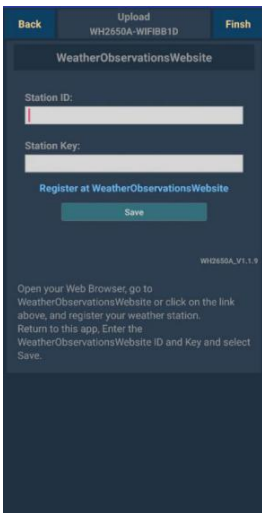 Back
Upload
WH2650A-WIFIBB1D
Finsh
WeatherObservationsWebsite
Station ID:
Station Key:
Register at WeatherObservationsWebsite
Save
WH2650A_V1.1.9
Open your Web Browser, go to
WeatherObservationsWebsite or click on the link
above, and register your weather station.
Return to this app, Enter the
WeatherObservationsWebsite ID and Key and select
Save.